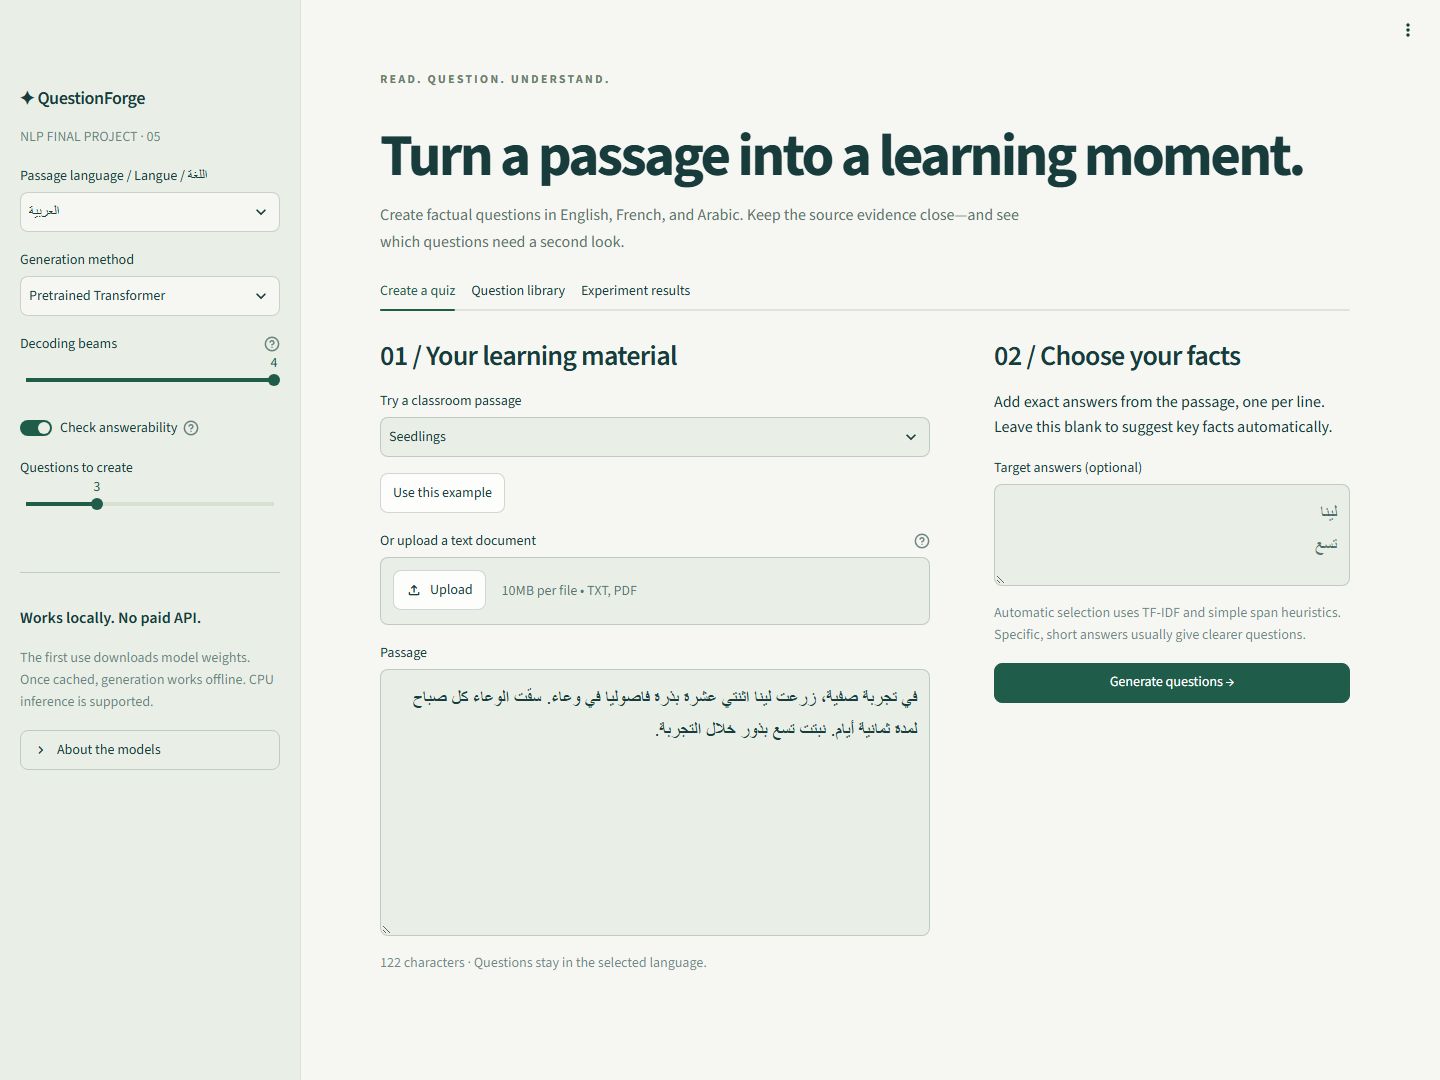 ✦ QuestionForge
NLP FINAL PROJECT · 05
Passage language / Langue / اللغة
العربية
Generation method
Pretrained Transformer
Decoding beams
4
Check answerability
Questions to create
3
Works locally. No paid API.
The first use downloads model weights.
Once cached, generation works offline. CPU
inference is supported.
About the models
READ. QUESTION. UNDERSTAND.
Turn a passage into a learning moment.
Create factual questions in English, French, and Arabic. Keep the source evidence close—and see
which questions need a second look.
Create a quiz
Question library
Experiment results
01 / Your learning material
Try a classroom passage
Seedlings
Use this example
Or upload a text document
Upload
10MB per file • TXT, PDF
Passage
في تجربة صفية، زرعت لينا اثنتي عشرة بذرة فاصوليا في وعاء. سقت الوعاء كل صباح
لمدة ثمانية أيام. نبتت تسع بذور خلال التجربة.
122 characters · Questions stay in the selected language.
02 / Choose your facts
Add exact answers from the passage, one per line.
Leave this blank to suggest key facts automatically.
Target answers (optional)
لينا
تسع
Automatic selection uses TF-IDF and simple span heuristics.
Specific, short answers usually give clearer questions.
Generate questions →